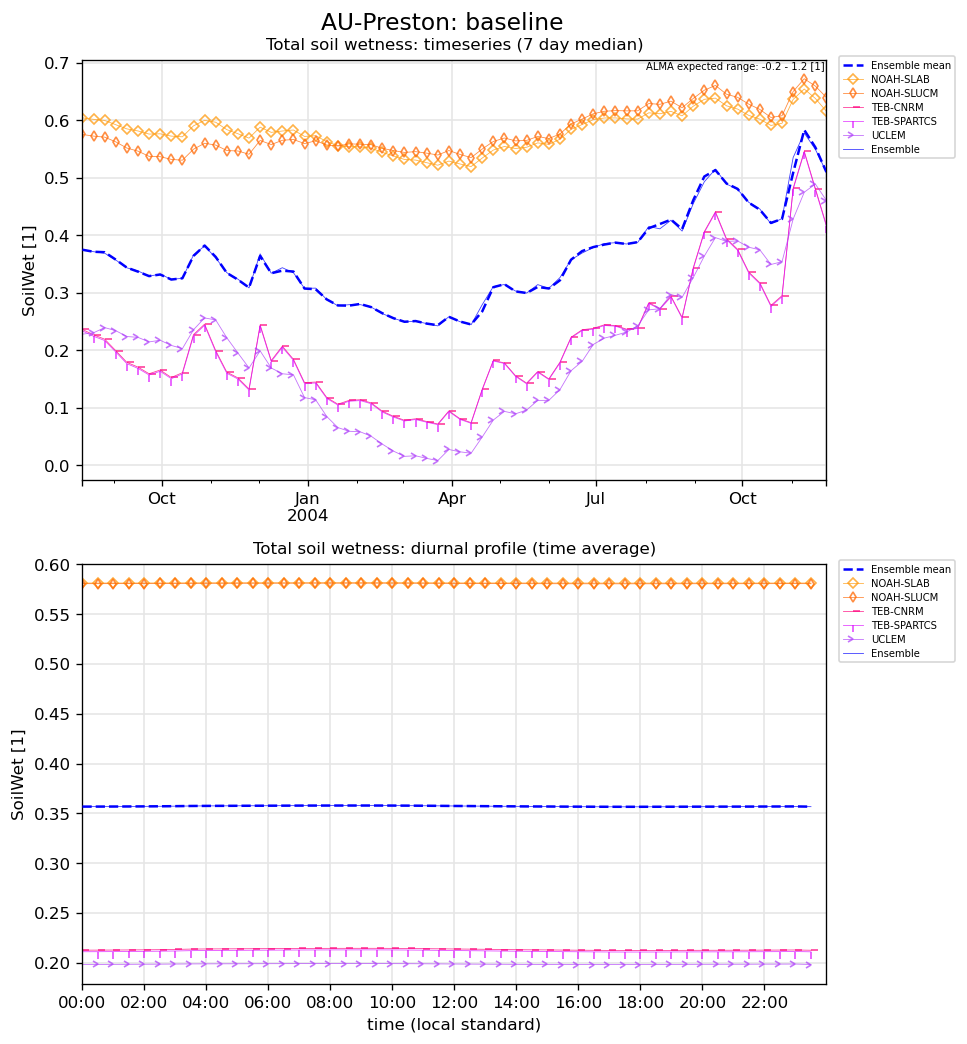 AU-Preston: baseline
Total soil wetness: timeseries (7 day median)
ALMA expected range: -0.2 - 1.2 [1]
0.7
0.6
0.5
0.4
0.3
0.2
0.1
0.0
SoilWet [1]
Oct
Jan
2004
Apr
Jul
Oct
Ensemble mean
NOAH-SLAB
NOAH-SLUCM
TEB-CNRM
TEB-SPARTCS
UCLEM
Ensemble
Total soil wetness: diurnal profile (time average)
0.60
0.55
0.50
0.45
0.40
0.35
0.30
0.25
0.20
SoilWet [1]
00:00
02:00
04:00
06:00
08:00
10:00
12:00
14:00
16:00
18:00
20:00
22:00
time (local standard)
Ensemble mean
NOAH-SLAB
NOAH-SLUCM
TEB-CNRM
TEB-SPARTCS
UCLEM
Ensemble